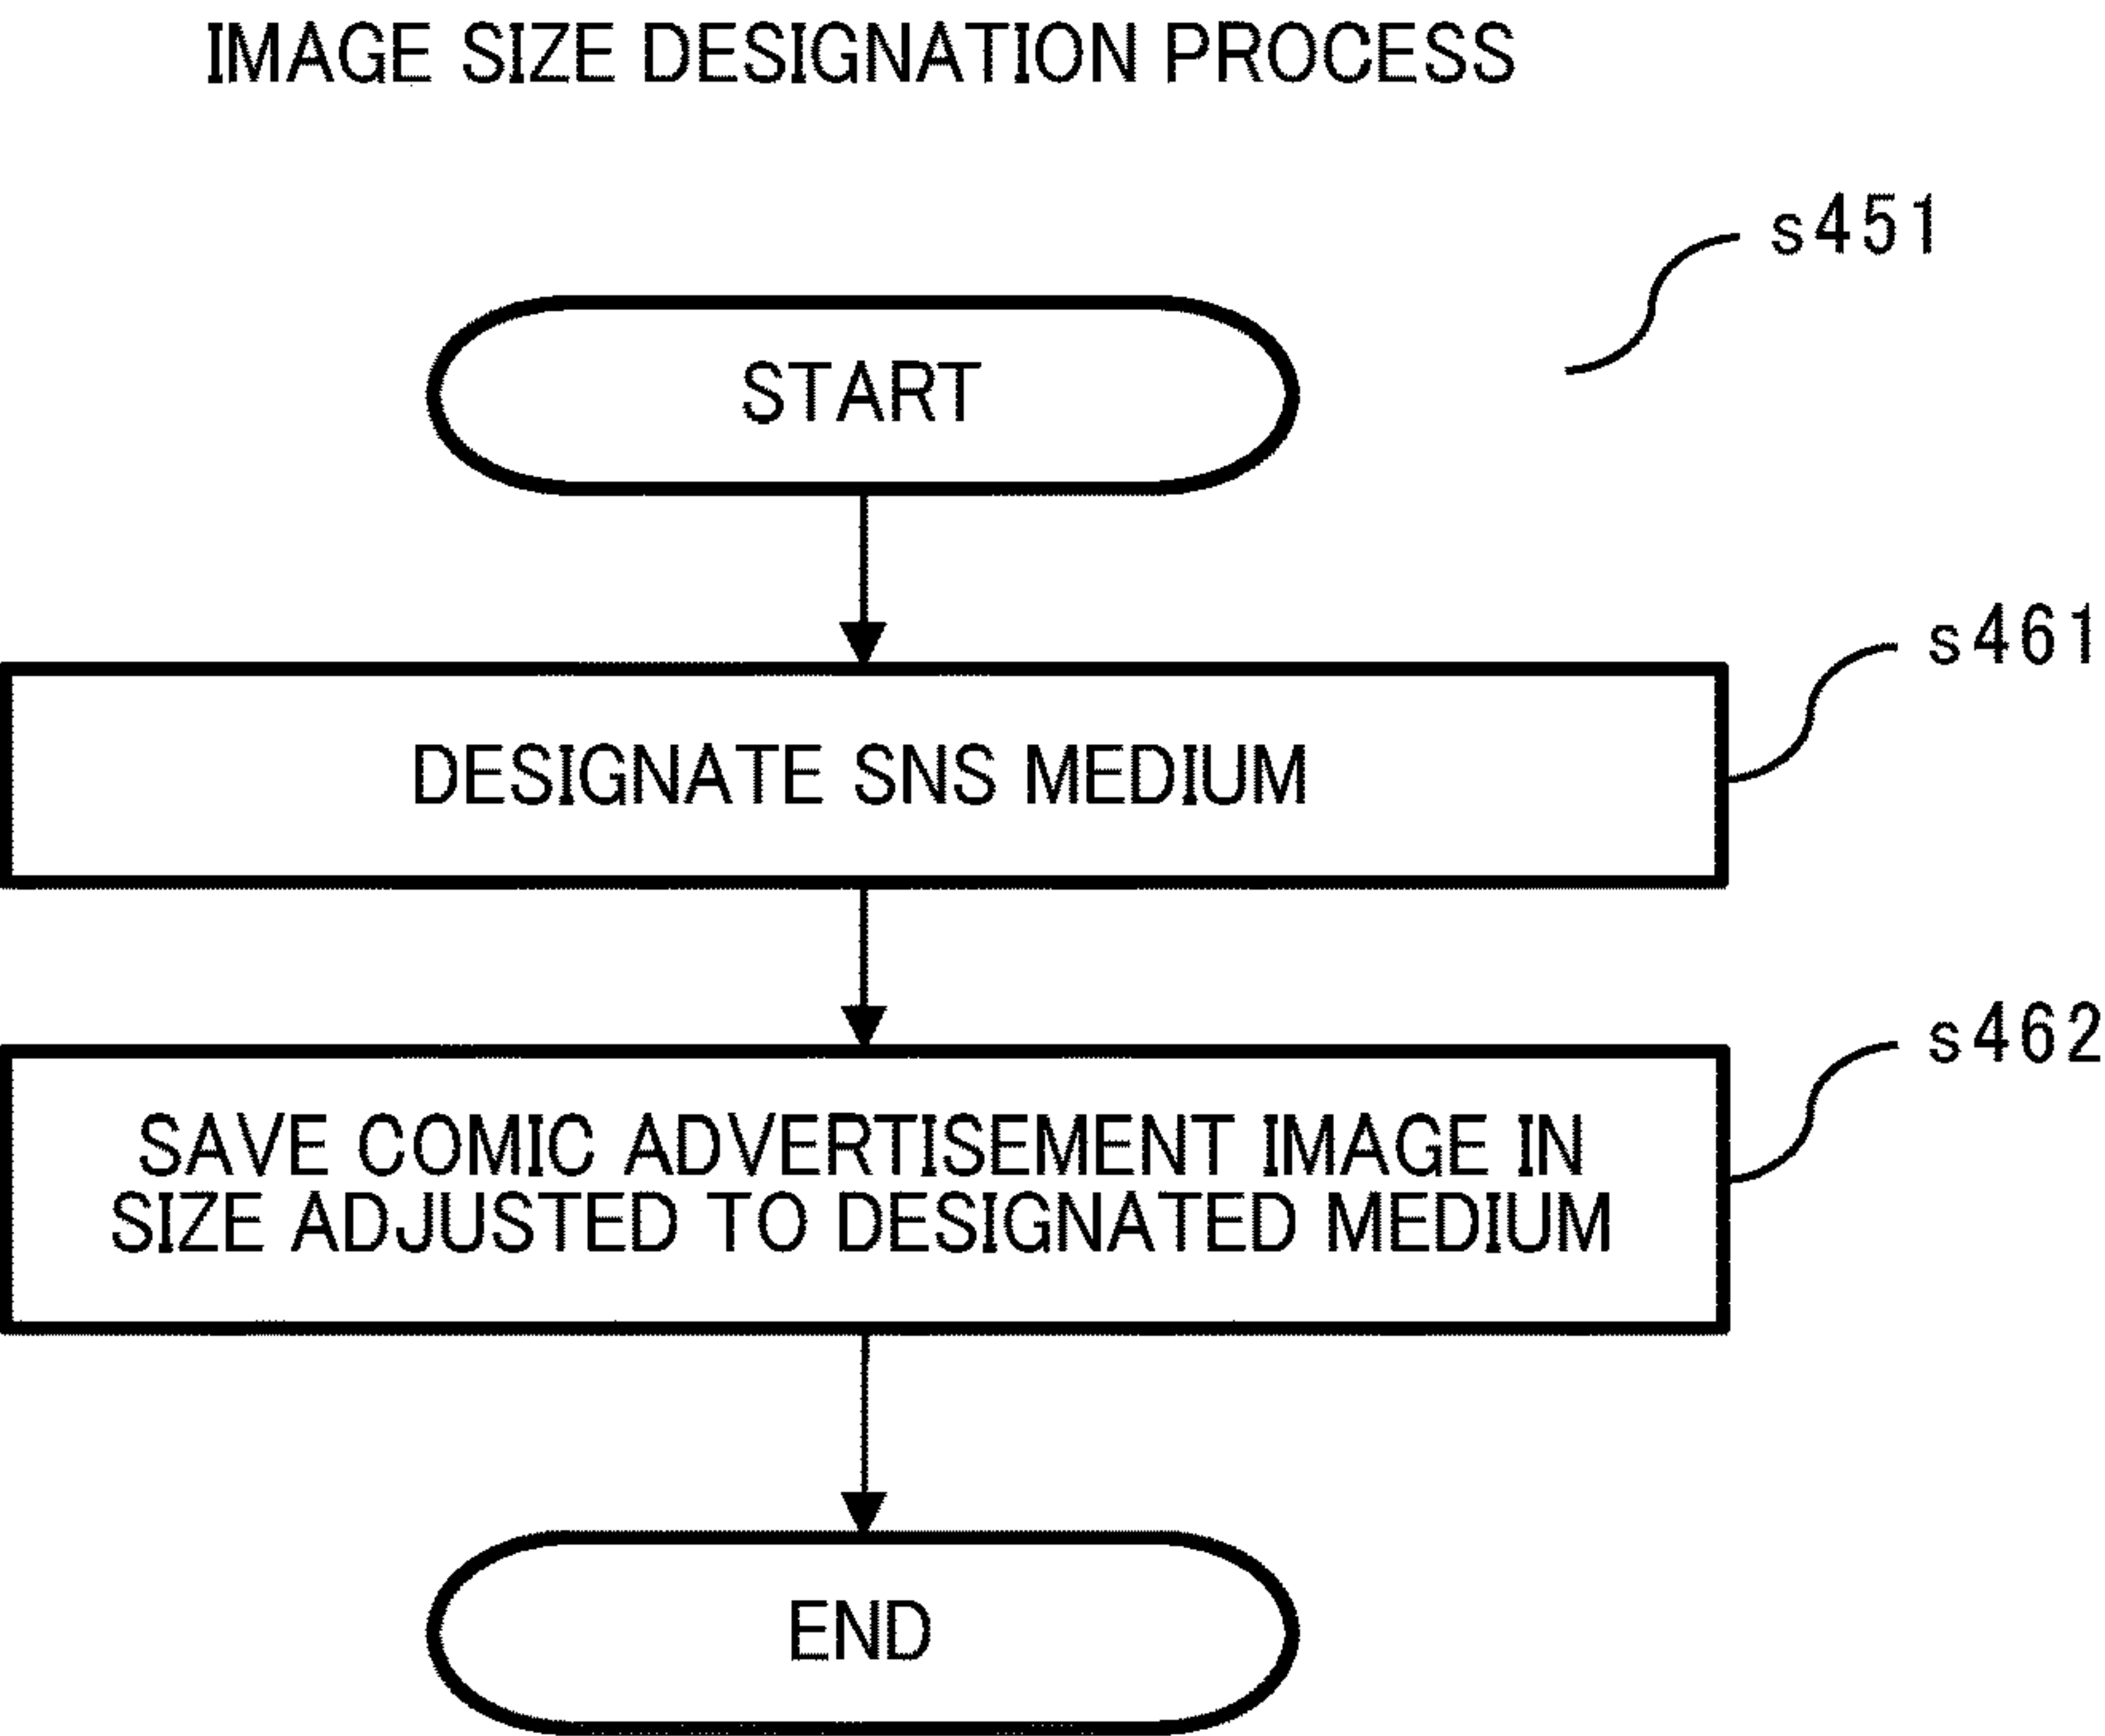 IMAGE SIZE DESIGNATION PROCESS
s451
START
s461
DESIGNATE SNS MEDIUM
s462
SAVE COMIC ADVERTISEMENT IMAGE IN
SIZE ADJUSTED TO DESIGNATED MEDIUM
END